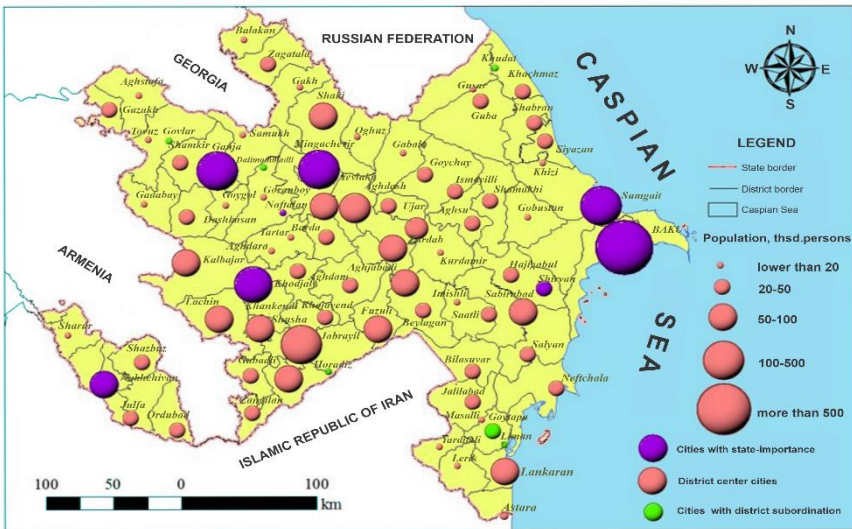 RUSSIAN FEDERATION
GEORGIA
ARMENIA
ISLAMIC REPUBLIC OF IRAN
CASPIAN
SEA
N
W
E
S
Balakan
Zagatala
Gakh
Shaki
Aghstafa
Gazakh
Tovuz
Govlar
Shamkir
Ganja
Samukh
Mingachevir
Oghuz
Gabala
Khudat
Khachmaz
Gusar
Guba
Shabran
Siyazan
Khizi
Gadabay
Goygol
Goranboy
Naftalan
Yevlakh
Aghdash
Goychay
Ismayilli
Shamakhi
Dashkasan
Ujar
Aghsu
Gobustan
Sumgait
BAKU
Tartar
Barda
Zardab
Kurdamir
Kalbajar
Aghdara
Aghdam
Aghjabadi
Hajigabul
Shirvan
Khodjaly
Khankendi
Khojavend
Imishli
Sabirabad
Saatli
Lachin
Shusha
Fuzuli
Beylagan
Jabrayil
Gubadli
Horadiz
Zangilan
Salyan
Neftchala
Bilasuvar
Jalilabad
Masalli
Goytapa
Liman
Yardimli
Lerik
Lankaran
Astara
Sharur
Shazbuz
Nakhchivan
Julfa
Ordubad
LEGEND
State border
District border
Caspian Sea
Population, thsd.persons
lower than 20
20-50
50-100
100-500
more than 500
Cities with state-importance
District center cities
Cities with district subordination
100 50 0 100
km